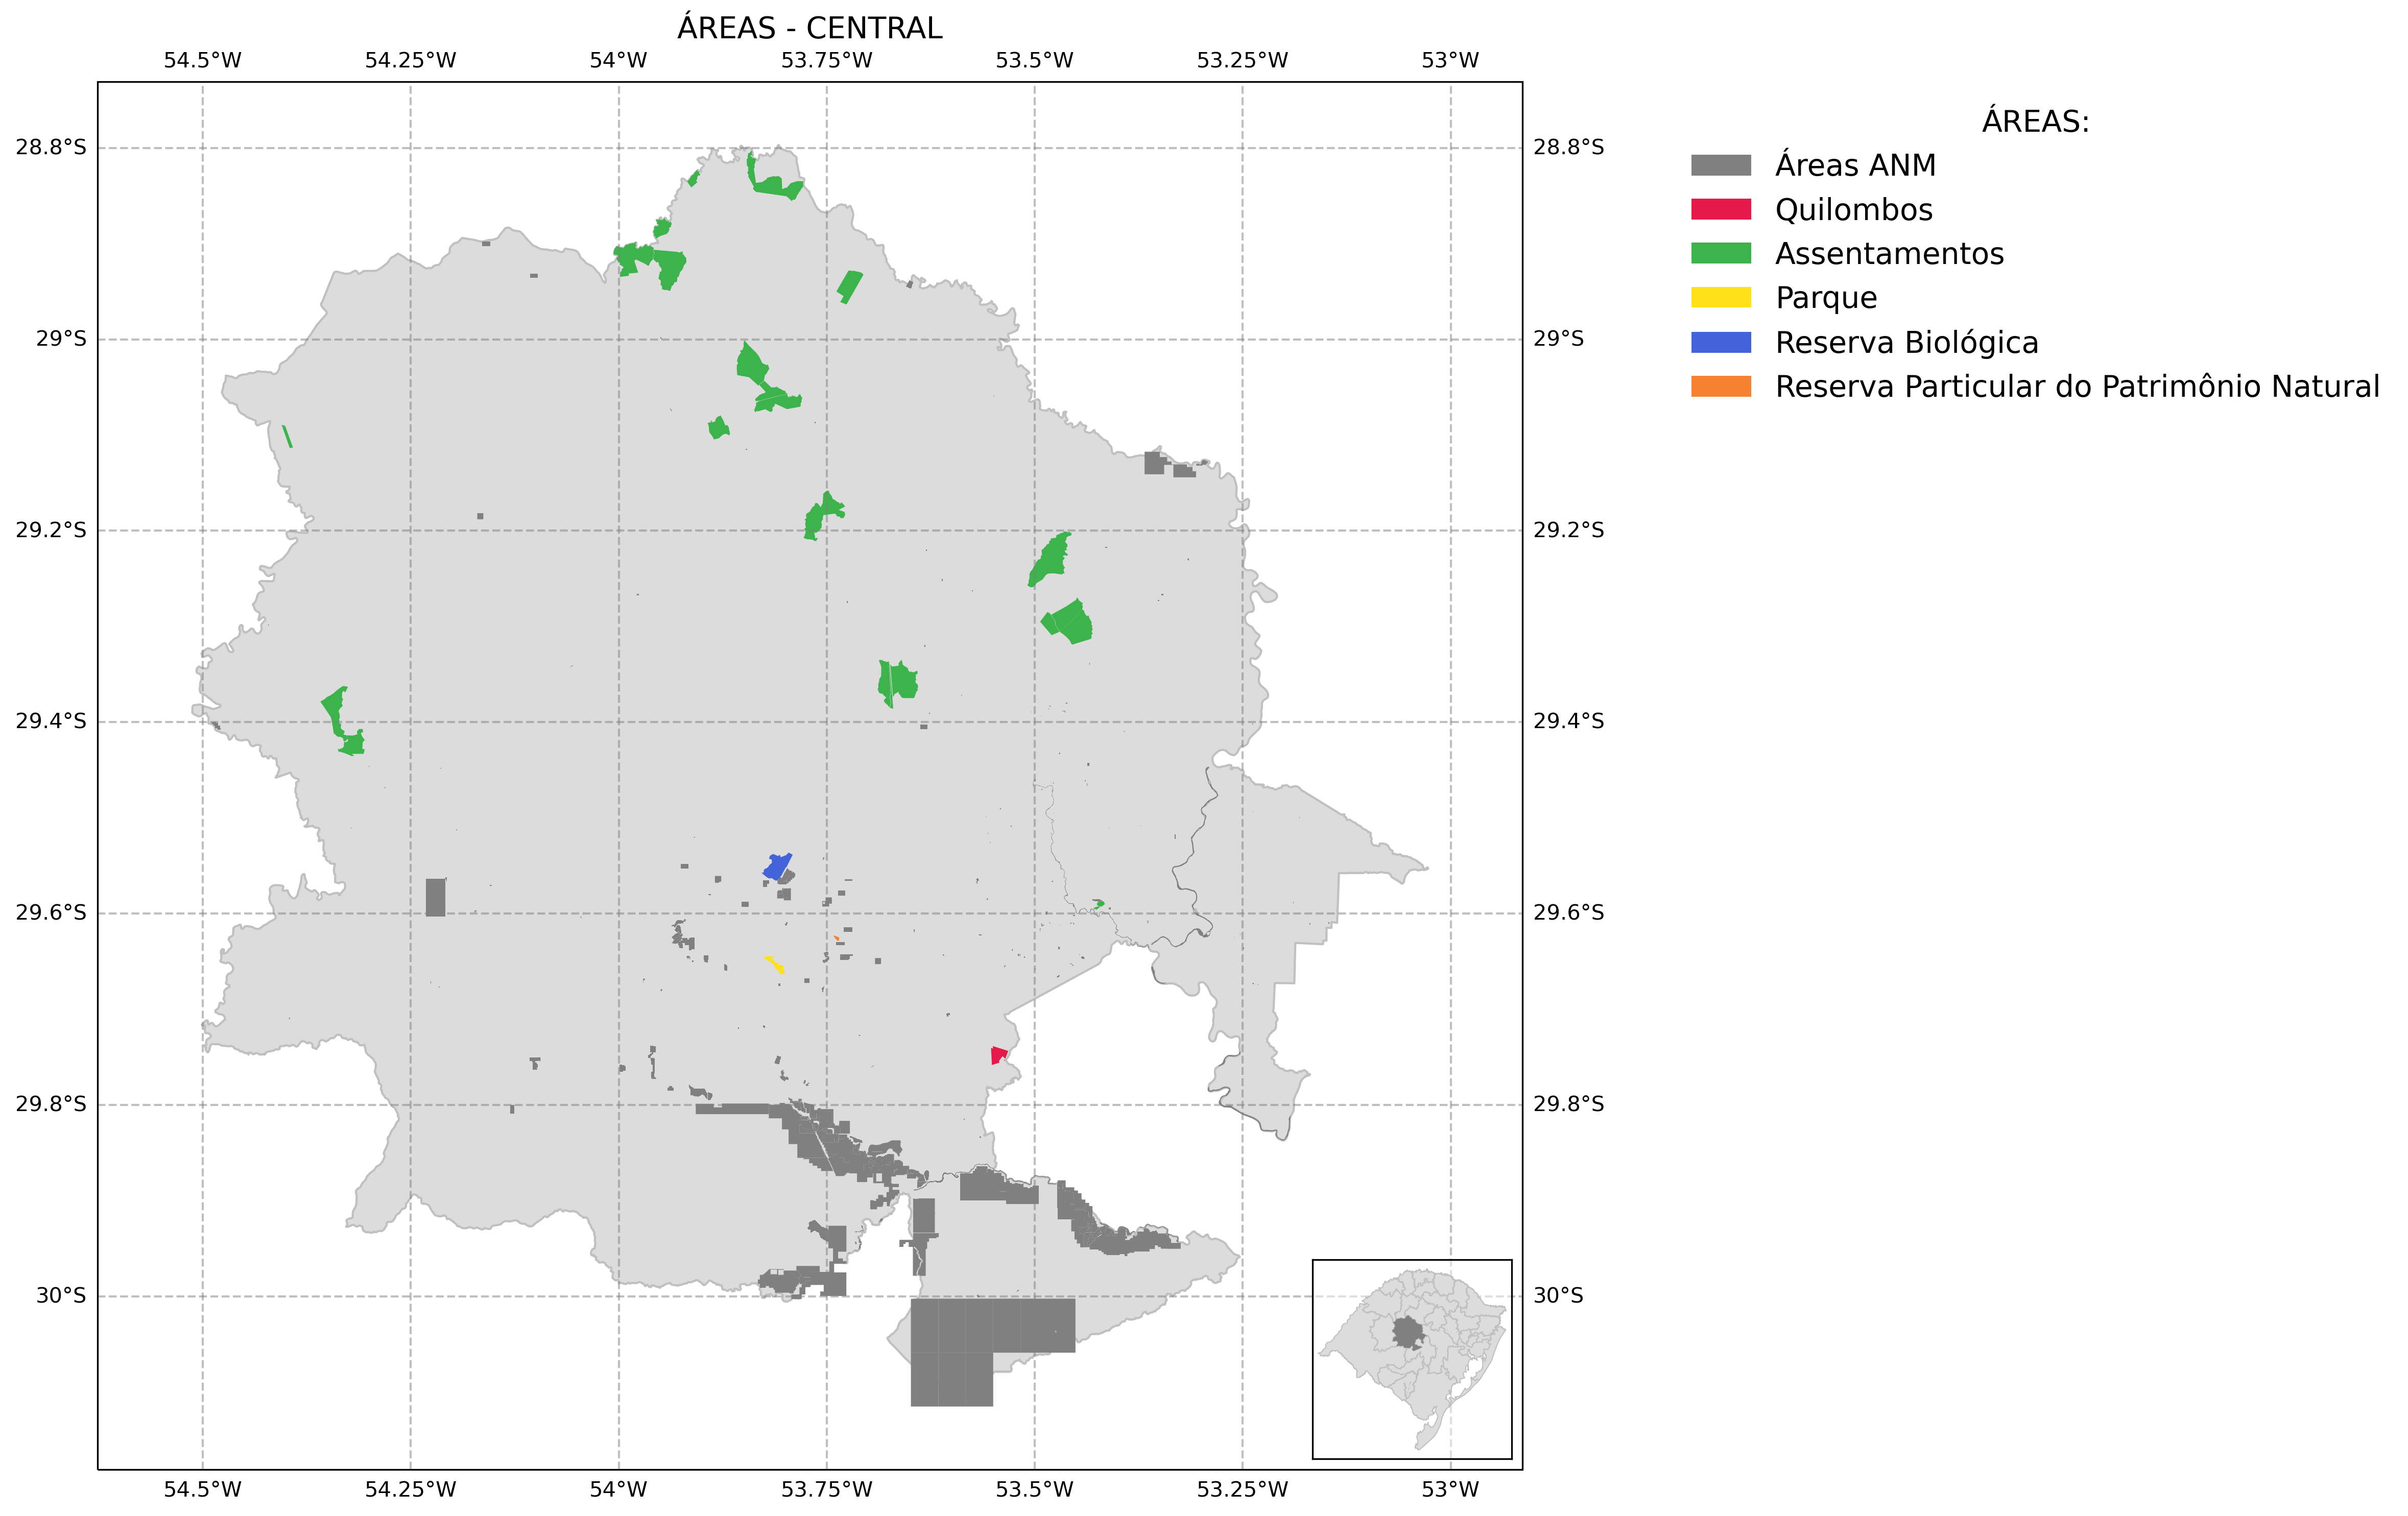 ÁREAS - CENTRAL
54.5°W 54.25°W 54°W 53.75°W 53.5°W 53.25°W 53°W
28.8°S 28.8°S
29°S 29°S
29.2°S 29.2°S
29.4°S 29.4°S
29.6°S 29.6°S
29.8°S 29.8°S
30°S 30°S
54.5°W 54.25°W 54°W 53.75°W 53.5°W 53.25°W 53°W
ÁREAS:
Áreas ANM
Quilombos
Assentamentos
Parque
Reserva Biológica
Reserva Particular do Patrimônio Natural